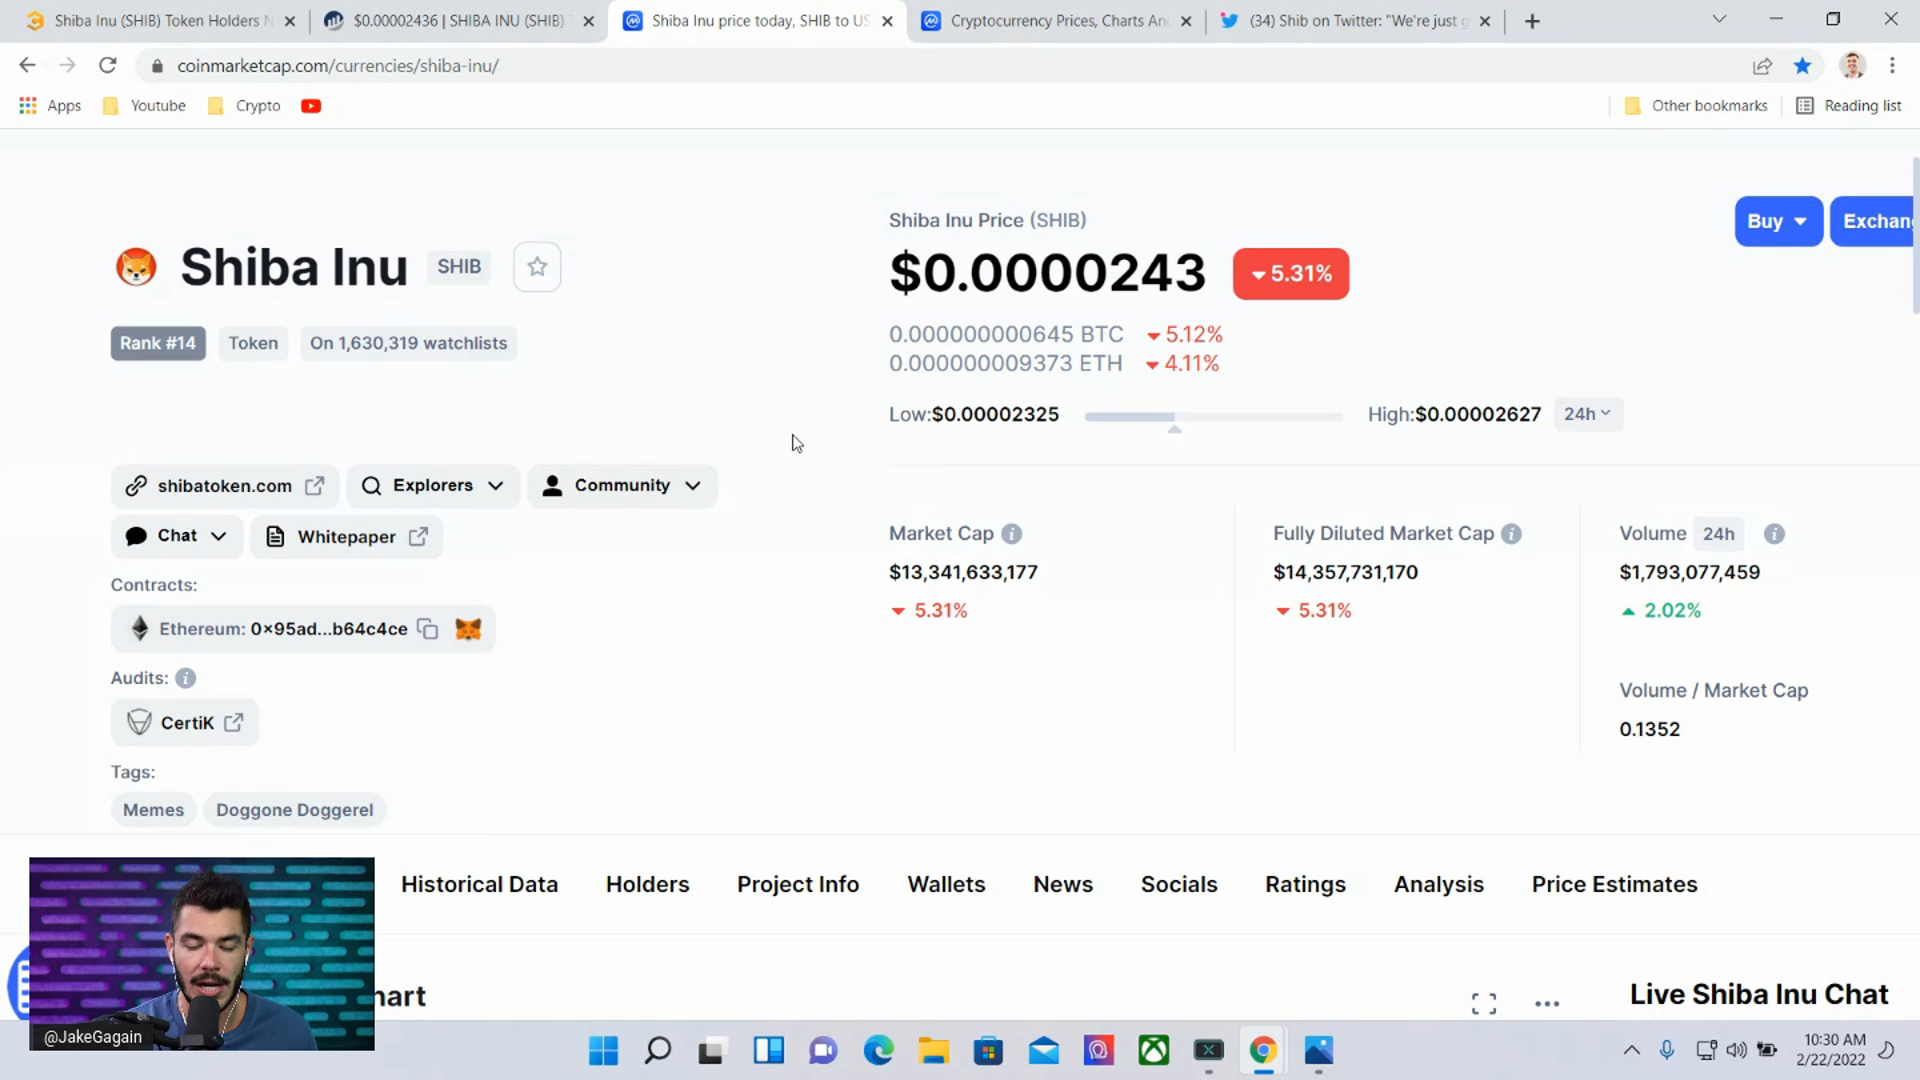 Shiba Inu (SHIB) Token Holders
$0.00002436 | SHIBA INU (SHIB)
Shiba Inu price today, SHIB to US
Cryptocurrency Prices, Charts An
(34) Shib on Twitter: "We're just g
coinmarketcap.com/currencies/shiba-inu/
Apps
Youtube
Crypto
Other bookmarks
Reading list
Shiba Inu
SHIB
Rank #14
Token
On 1,630,319 watchlists
Shiba Inu Price (SHIB)
$0.0000243
5.31%
0.000000000645 BTC
5.12%
0.000000009373 ETH
4.11%
Low:$0.00002325
High:$0.00002627
24h
Buy
Exchan
shibatoken.com
Explorers
Community
Chat
Whitepaper
Contracts:
Ethereum: 0x95ad...b64c4ce
Audits:
CertiK
Tags:
Memes
Doggone Doggerel
Market Cap
$13,341,633,177
5.31%
Fully Diluted Market Cap
$14,357,731,170
5.31%
Volume
24h
$1,793,077,459
2.02%
Volume / Market Cap
0.1352
Historical Data
Holders
Project Info
Wallets
News
Socials
Ratings
Analysis
Price Estimates
hart
Live Shiba Inu Chat
@JakeGagain
10:30 AM
2/22/2022